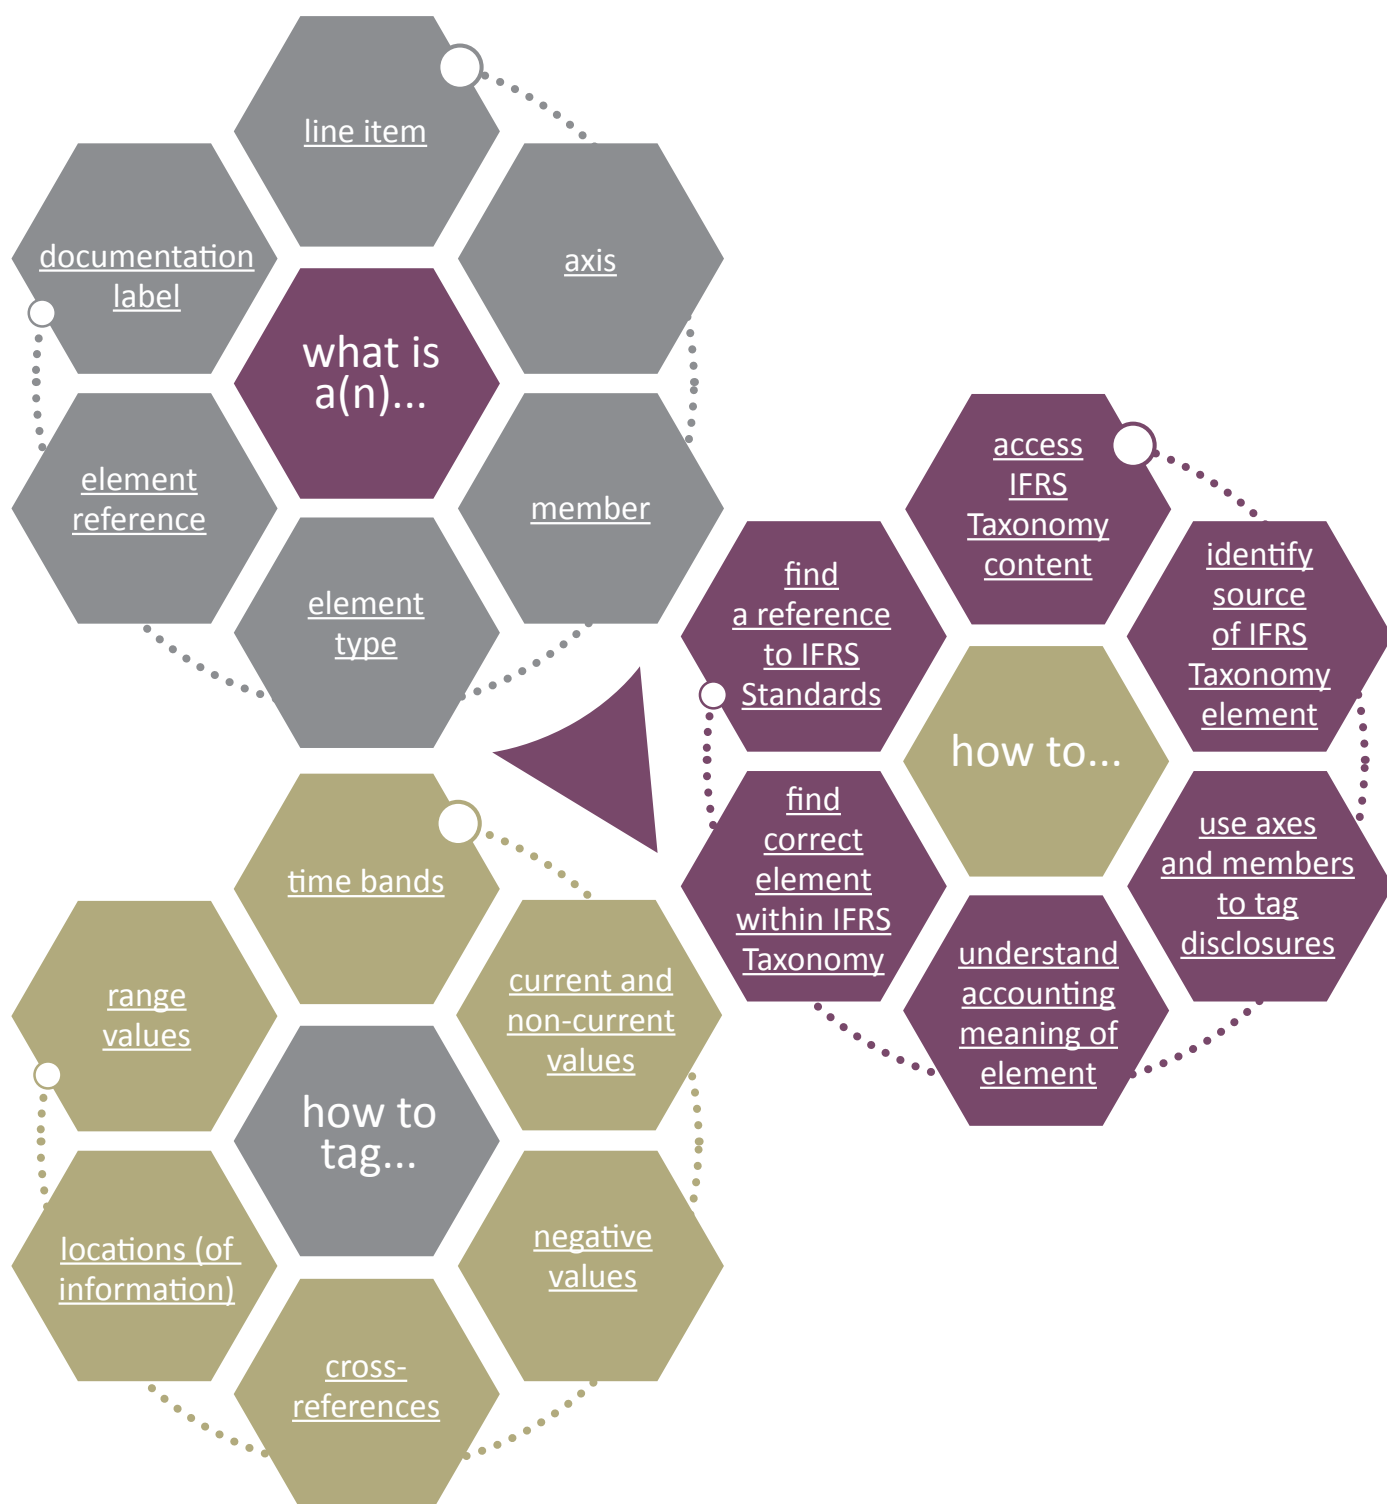 line item
documentation
label
axis
what is
a(n)...
element
reference
member
element
type
access
IFRS
Taxonomy
content
find
a reference
to IFRS
Standards
identify
source
of IFRS
Taxonomy
element
how to...
find
correct
element
within IFRS
Taxonomy
use axes
and members
to tag
disclosures
understand
accounting
meaning of
element
time bands
range
values
current and
non-current
values
how to
tag...
locations (of
information)
negative
values
cross-
references